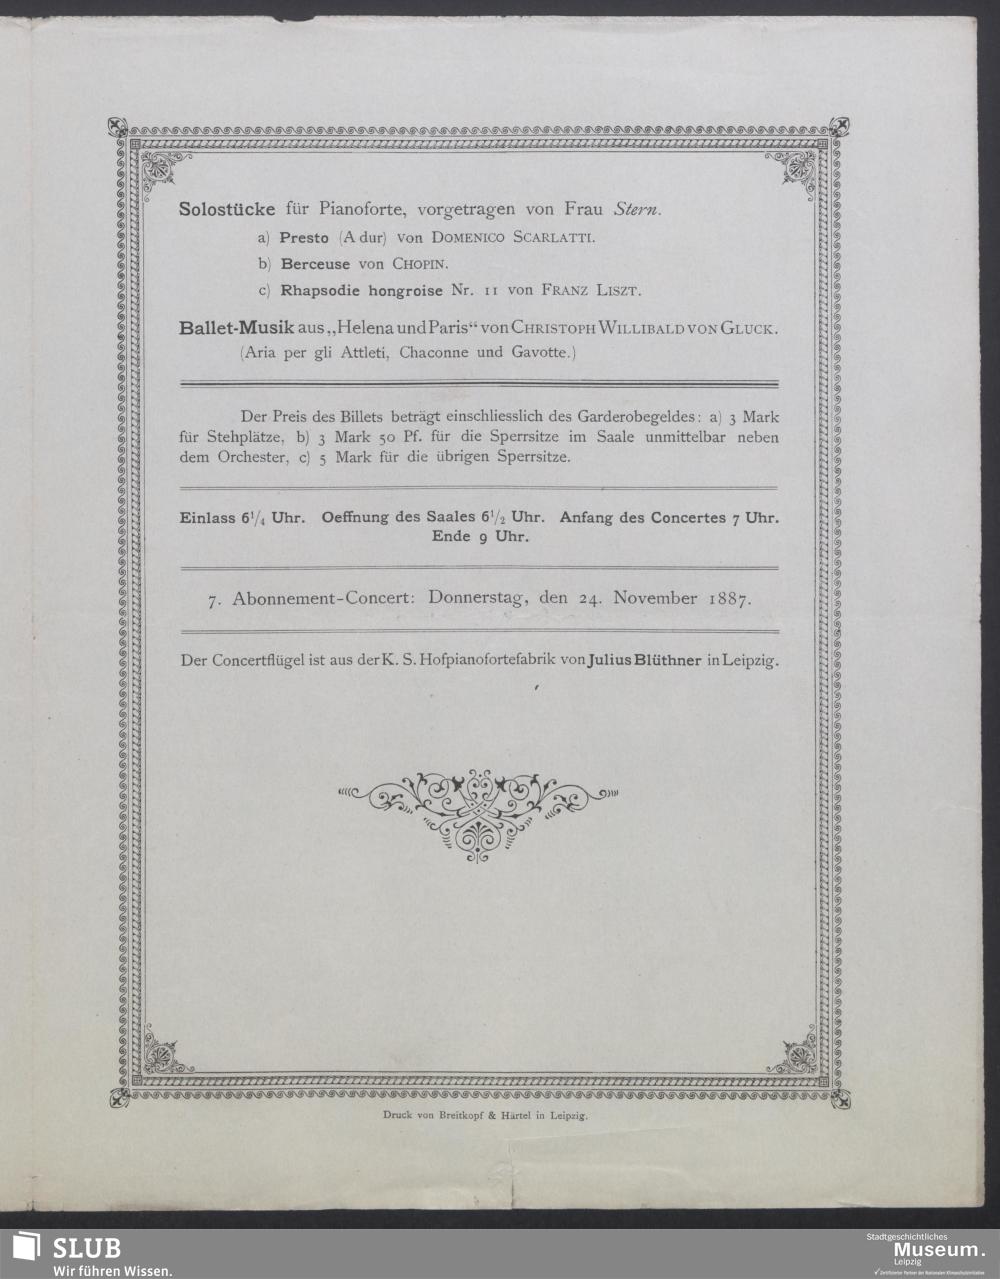 Solostücke für Pianoforte, vorgetragen von Frau Stern.
a) Presto (A dur) von DOMENICO SCARLATTI.
b) Berceuse von CHOPIN.
c) Rhapsodie hongroise Nr. 11 von FRANZ LISZT.
Ballet-Musik aus „Helena und Paris“ von CHRISTOPH WILLIBALD VON GLUCK.
(Aria per gli Attleti, Chaconne und Gavotte.)
Der Preis des Billets beträgt einschliesslich des Garderobegeldes: a) 3 Mark
für Stehplätze, b) 3 Mark 50 Pf. für die Sperrsitze im Saale unmittelbar neben
dem Orchester, c) 5 Mark für die übrigen Sperrsitze.
Einlass 6¹/₄ Uhr. Oeffnung des Saales 6¹/₂ Uhr. Anfang des Concertes 7 Uhr.
Ende 9 Uhr.
7. Abonnement-Concert: Donnerstag, den 24. November 1887.
Der Concertflügel ist aus der K. S. Hofpianofortefabrik von Julius Blüthner in Leipzig.
Druck von Breitkopf & Härtel in Leipzig.
SLUB
Wir führen Wissen.
Stadtgeschichtliches
Museum.
Leipzig
Zertifizierter Partner der Nationalen Klimaschutzinitiative